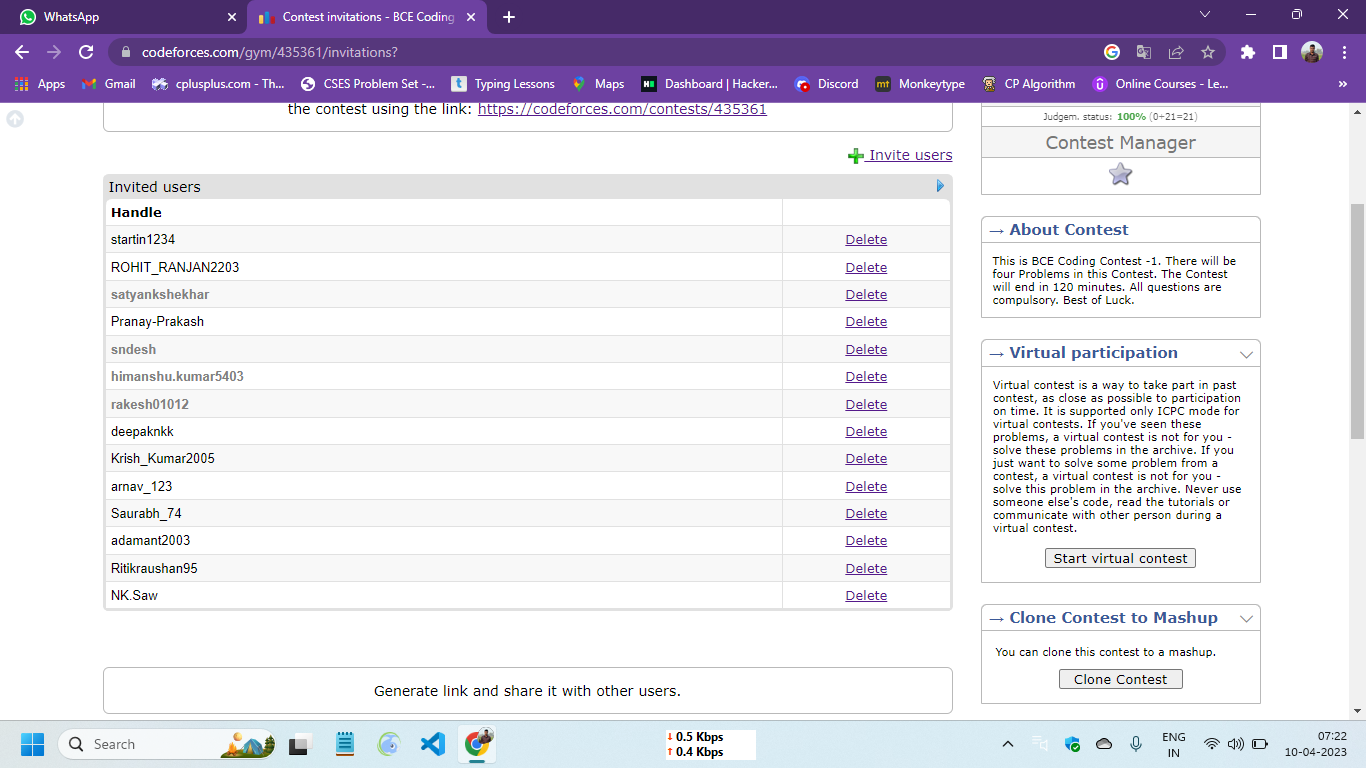 WhatsApp
Contest invitations - BCE Coding
codeforces.com/gym/435361/invitations?
Apps
Gmail
cplusplus.com - Th...
CSES Problem Set -...
Typing Lessons
Maps
Dashboard | Hacker...
Discord
Monkeytype
CP Algorithm
Online Courses - Le...
»
the contest using the link: https://codeforces.com/contests/435361
Invite users
Invited users
Handle
startin1234 Delete
ROHIT_RANJAN2203 Delete
satyankshekhar Delete
Pranay-Prakash Delete
sndesh Delete
himanshu.kumar5403 Delete
rakesh01012 Delete
deepaknkk Delete
Krish_Kumar2005 Delete
arnav_123 Delete
Saurabh_74 Delete
adamant2003 Delete
Ritikraushan95 Delete
NK.Saw Delete
Generate link and share it with other users.
Judgem. status: 100% (0+21=21)
Contest Manager
→ About Contest
This is BCE Coding Contest -1. There will be
four Problems in this Contest. The Contest
will end in 120 minutes. All questions are
compulsory. Best of Luck.
→ Virtual participation
Virtual contest is a way to take part in past
contest, as close as possible to participation
on time. It is supported only ICPC mode for
virtual contests. If you've seen these
problems, a virtual contest is not for you -
solve these problems in the archive. If you
just want to solve some problem from a
contest, a virtual contest is not for you -
solve this problem in the archive. Never use
someone else's code, read the tutorials or
communicate with other person during a
virtual contest.
Start virtual contest
→ Clone Contest to Mashup
You can clone this contest to a mashup.
Clone Contest
Search
↓ 0.5 Kbps
↑ 0.4 Kbps
ENG
IN
07:22
10-04-2023